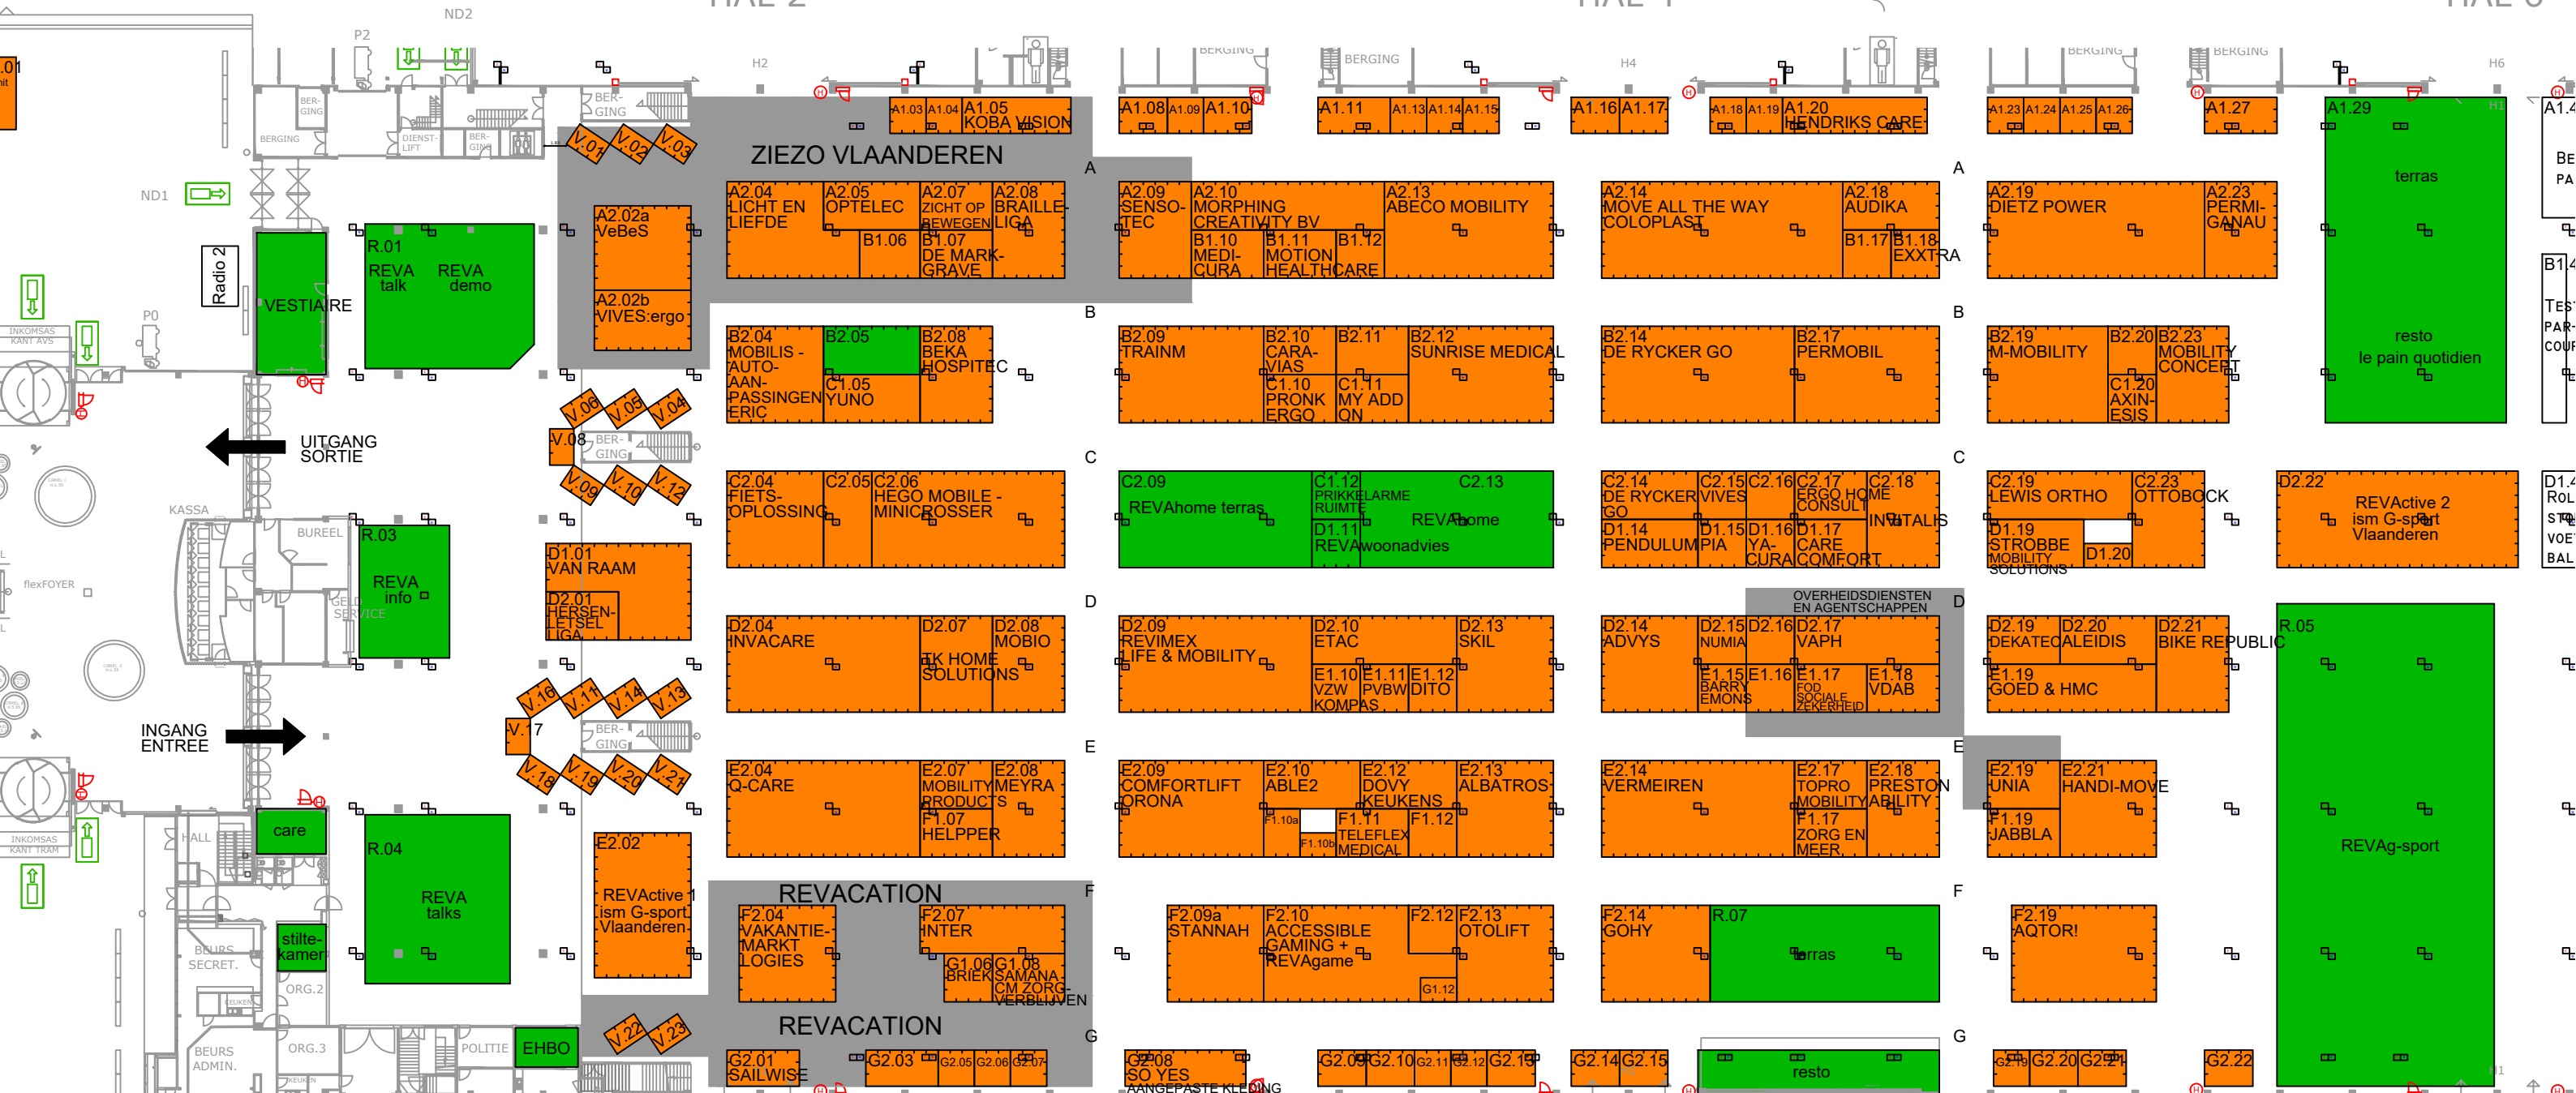 ND2
P2
H2
H4
H6
BERGING
BERGING
BERGING
BERGING
.01
BER-
GING
BERGING
DIENST-
LIFT
BER-
GING
BER-
GING
V.01
V.02
V.03
A1.03
A1.04
A1.05
KOBA VISION
A1.08
A1.09
A1.10
A1.11
A1.13
A1.14
A1.15
A1.16
A1.17
A1.18
A1.19
A1.20
HENDRIKS CARE
A1.23
A1.24
A1.25
A1.26
A1.27
A1.29
H1
ZIEZO VLAANDEREN
A
A
terras
ND1
A2.02a
VeBeS
A2.02b
VIVES:ergo
A2.04
LICHT EN
LIEFDE
A2.05
OPTELEC
A2.07
ZICHT OP
BEWEGEN
A2.08
BRAILLE-
LIGA
B1.06
B1.07
DE MARK-
GRAVE
A2.09
SENSO-
TEC
A2.10
MORPHING
CREATIVITY BV
B1.10
MEDI-
CURA
B1.11
MOTION
HEALTHCARE
B1.12
A2.13
ABECO MOBILITY
A2.14
MOVE ALL THE WAY
COLOPLAST
A2.18
AUDIKA
B1.17
B1.18
EXXTRA
A2.19
DIETZ POWER
A2.23
PERMI-
GANAU
Radio 2
VESTIAIRE
R.01
REVA
talk
REVA
demo
P0
INKOMSAS
KANT AVS
B
B
B2.04
MOBILIS -
AUTO-
AAN-
PASSINGEN
ERIC
B2.05
C1.05
YUNO
B2.08
BEKA
HOSPITEC
B2.09
TRAINM
B2.10
CARA-
VIAS
C1.10
PRONK
ERGO
B2.11
C1.11
MY ADD
ON
B2.12
SUNRISE MEDICAL
B2.14
DE RYCKER GO
B2.17
PERMOBIL
B2.19
M-MOBILITY
B2.20
C1.20
AXIN-
ESIS
B2.23
MOBILITY
CONCEPT
resto
le pain quotidien
V.06
V.05
V.04
V.08
BER-
GING
V.09
V.10
V.12
UITGANG
SORTIE
C
C
KASSA
BUREEL
flexFOYER
GELD
SERVICE
R.03
REVA
info
C2.04
FIETS-
OPLOSSING
C2.05
C2.06
HEGO MOBILE -
MINICROSSER
C2.09
REVAhome terras
C1.12
PRIKKELARME
RUIMTE
C2.13
REVAhome
D1.11
REVAwoonadvies
C2.14
DE RYCKER
GO
C2.15
VIVES
C2.16
C2.17
ERGO HOME
CONSULT
C2.18
INVITALIS
D1.14
PENDULUM
D1.15
PIA
D1.16
YA-
CURA
D1.17
CARE
COMFORT
C2.19
LEWIS ORTHO
C2.23
OTTOBOCK
D1.19
STROBBE
MOBILITY
SOLUTIONS
D1.20
D2.22
REVActive 2
ism G-sport
Vlaanderen
D1.01
VAN RAAM
D2.01
HERSEN-
LETSEL
LIGA
OVERHEIDSDIENSTEN
EN AGENTSCHAPPEN
D
D
D2.04
INVACARE
D2.07
TK HOME
SOLUTIONS
D2.08
MOBIO
D2.09
REVIMEX
LIFE & MOBILITY
D2.10
ETAC
D2.13
SKIL
E1.10
VZW
KOMPAS
E1.11
PVBW
E1.12
DITO
D2.14
ADVYS
D2.15
NUMIA
D2.16
D2.17
VAPH
E1.15
BARRY
EMONS
E1.16
E1.17
FOD
SOCIALE
ZEKERHEID
E1.18
VDAB
D2.19
DEKATEC
D2.20
ALEIDIS
D2.21
BIKE REPUBLIC
E1.19
GOED & HMC
R.05
V.16
V.11
V.14
V.13
V.17
BER-
GING
V.18
V.19
V.20
V.21
INGANG
ENTREE
E
E
E2.04
Q-CARE
E2.07
MOBILITY
PRODUCTS
F1.07
HELPPER
E2.08
MEYRA
E2.09
COMFORTLIFT
ORONA
E2.10
ABLE2
F1.10a
F1.10b
E2.12
DOVY
KEUKENS
F1.11
TELEFLEX
MEDICAL
F1.12
E2.13
ALBATROS
E2.14
VERMEIREN
E2.17
TOPRO
MOBILITY
F1.17
ZORG EN
MEER
E2.18
PRESTON
ABILITY
E2.19
UNIA
F1.19
JABBLA
E2.21
HANDI-MOVE
REVAg-sport
INKOMSAS
KANT TRAM
HALL
care
R.04
REVA
talks
stilte-
kamer
E2.02
REVActive 1
ism G-sport
Vlaanderen
REVACATION
F
F
F2.04
VAKANTIE-
MARKT
LOGIES
F2.07
INTER
G1.06
BRIEK
G1.08
SAMANA
CM ZORG-
VERBLIJVEN
F2.09a
STANNAH
F2.10
ACCESSIBLE
GAMING +
REVAgame
F2.12
G1.12
F2.13
OTOLIFT
F2.14
GOHY
R.07
terras
F2.19
AQTOR!
BEURS
SECRET.
KEUKEN
ORG.2
BEURS
ADMIN.
ORG.3
KEUKEN
POLITIE
EHBO
V.22
V.23
REVACATION
G
G
G2.01
SAILWISE
G2.03
G2.05
G2.06
G2.07
G2.08
SO YES
AANGEPASTE KLEDING
G2.09
G2.10
G2.11
G2.12
G2.13
G2.14
G2.15
resto
G2.19
G2.20
G2.21
G2.22
H1